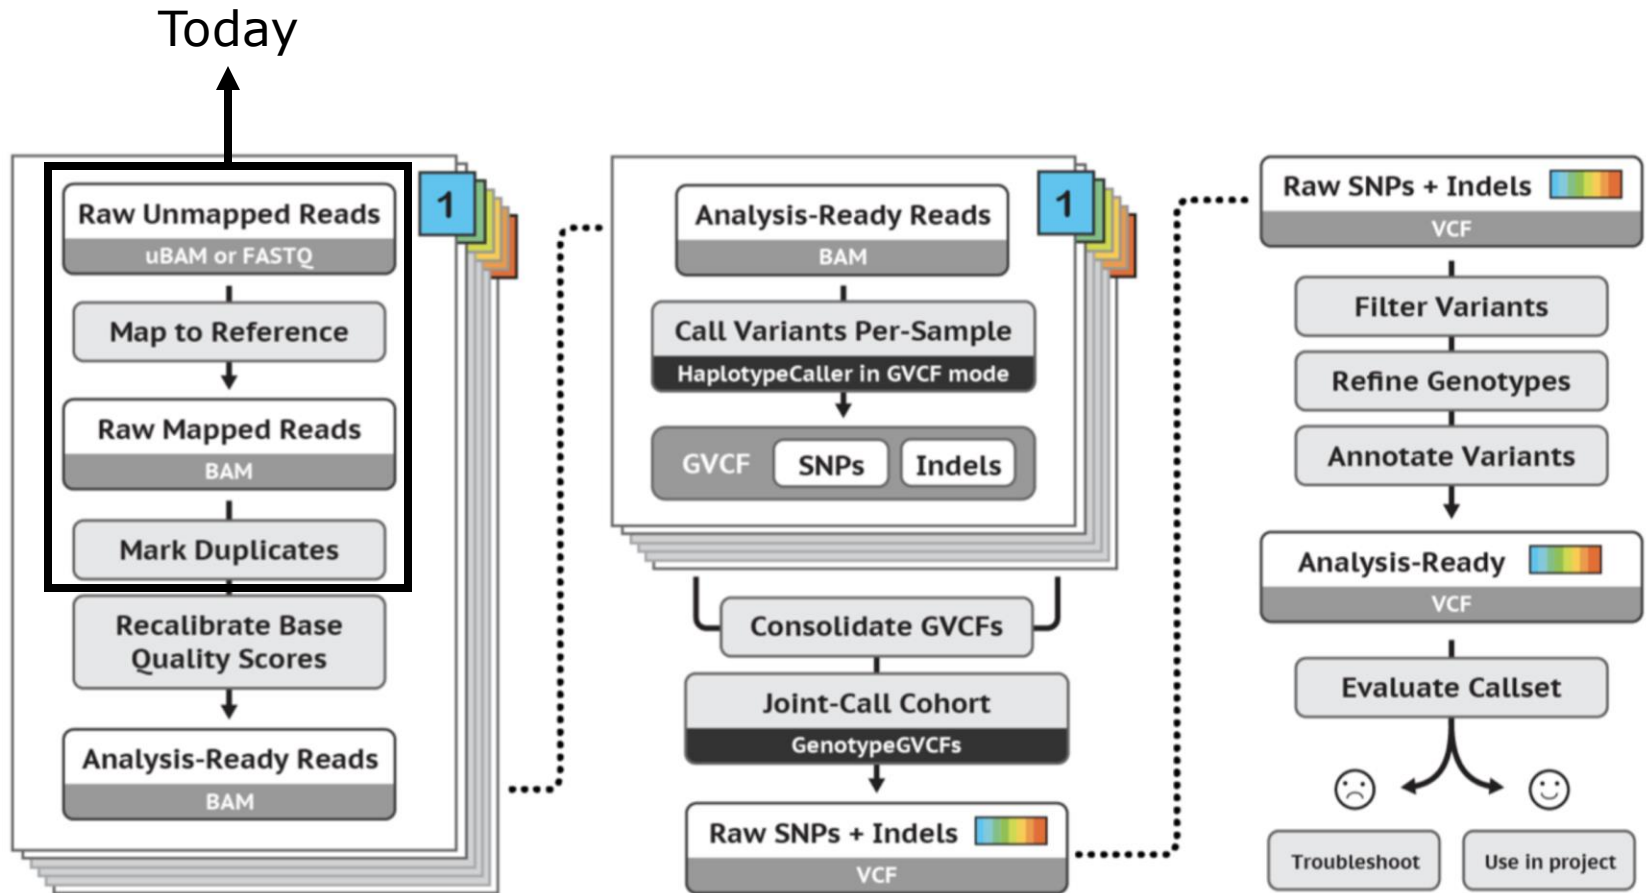 Today
1
Raw Unmapped Reads
uBAM or FASTQ
Map to Reference
Raw Mapped Reads
BAM
Mark Duplicates
Recalibrate Base
Quality Scores
Analysis-Ready Reads
BAM
1
Analysis-Ready Reads
BAM
Call Variants Per-Sample
HaplotypeCaller in GVCF mode
GVCF SNPs Indels
Consolidate GVCFs
Joint-Call Cohort
GenotypeGVCFs
Raw SNPs + Indels
VCF
Raw SNPs + Indels
VCF
Filter Variants
Refine Genotypes
Annotate Variants
Analysis-Ready
VCF
Evaluate Callset
Troubleshoot
Use in project